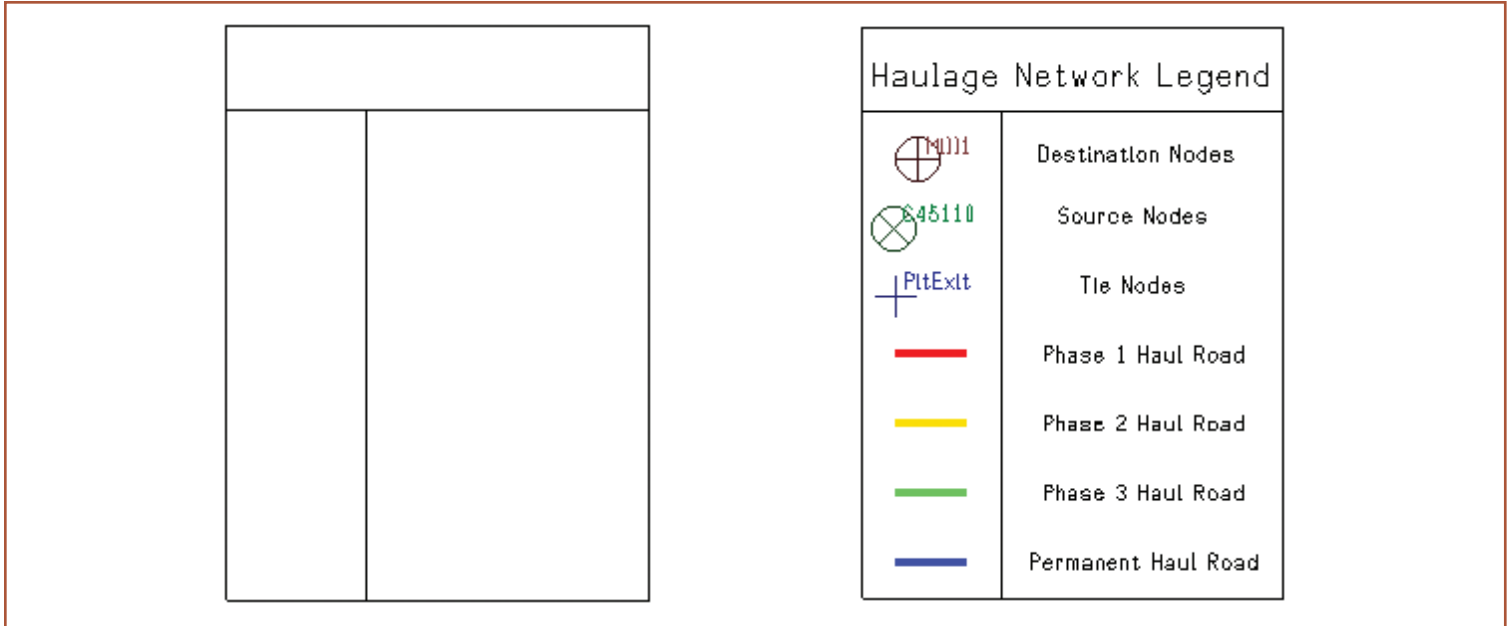 Haulage Network Legend
Destination Nodes
C45110 Source Nodes
PitExit Tie Nodes
Phase 1 Haul Road
Phase 2 Haul Road
Phase 3 Haul Road
Permanent Haul Road